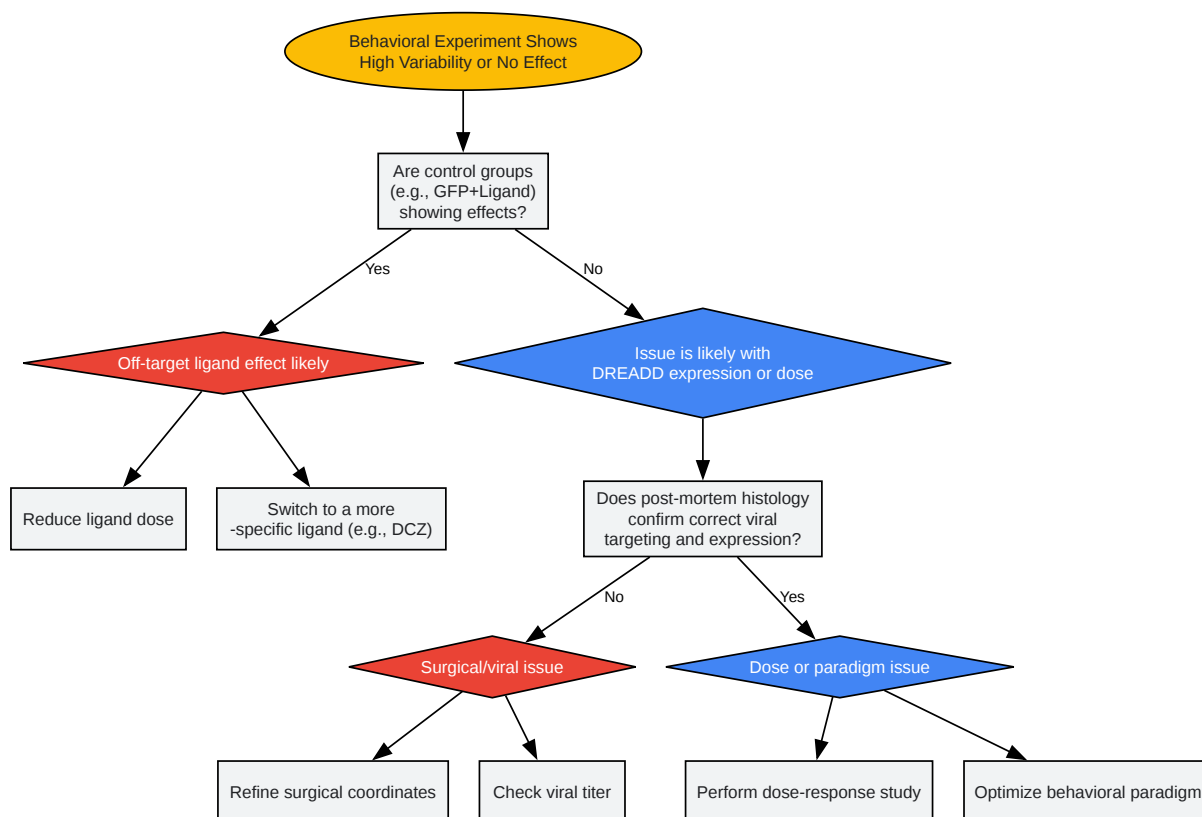 Behavioral Experiment Shows
High Variability or No Effect
Are control groups
(e.g., GFP+Ligand)
showing effects?
Yes
No
Off-target ligand effect likely
Issue is likely with
DREADD expression or dose
Reduce ligand dose
Switch to a more
-specific ligand (e.g., DCZ)
Does post-mortem histology
confirm correct viral
targeting and expression?
No
Yes
Surgical/viral issue
Dose or paradigm issue
Refine surgical coordinates
Check viral titer
Perform dose-response study
Optimize behavioral paradigm